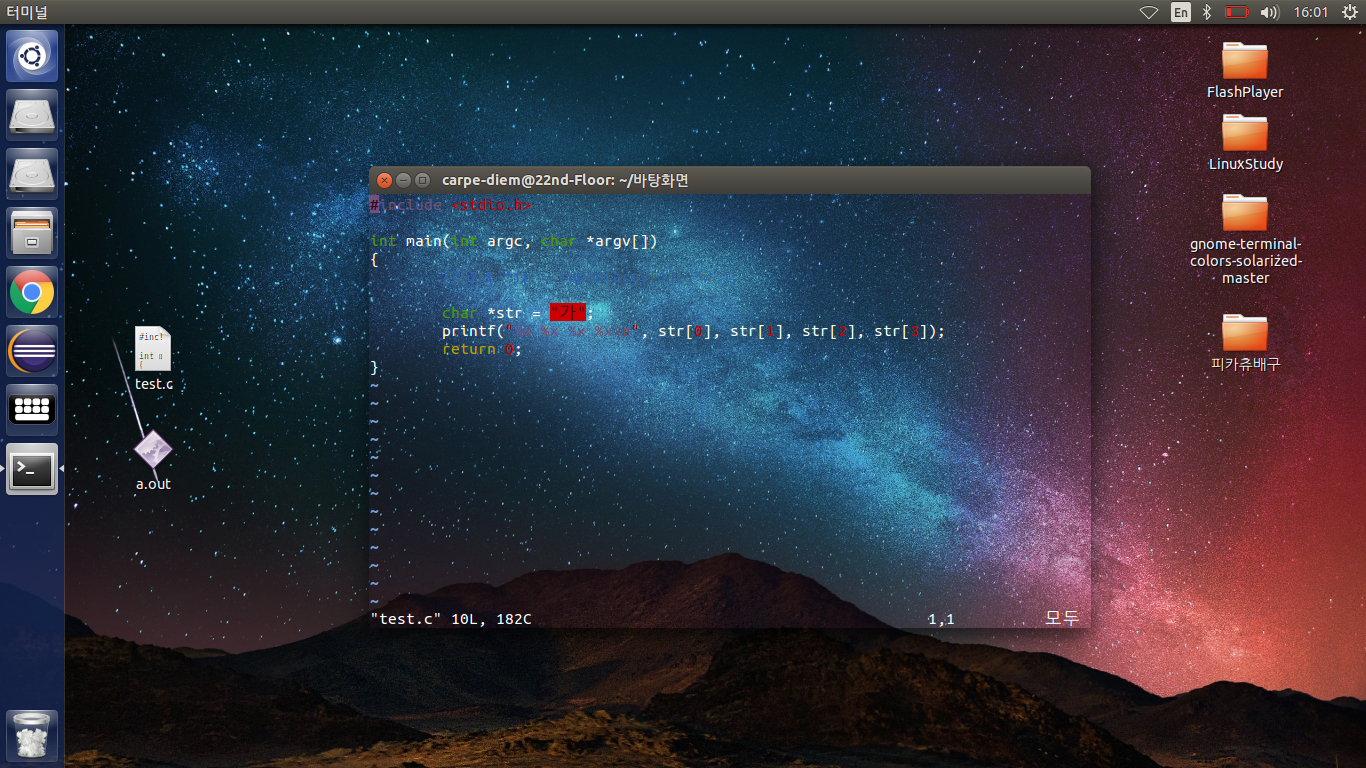 터미널
En
16:01
FlashPlayer
LinuxStudy
gnome-terminal-
colors-solarized-
master
피카츄배구
#incl
int m
{
test.c
a.out
carpe-diem@22nd-Floor: ~/바탕화면
#include <stdio.h>
int main(int argc, char *argv[])
{
char *str = "가";
printf("%x %x %x %x\n", str[0], str[1], str[2], str[3]);
return 0;
}
~
~
~
~
~
~
~
~
~
~
~
~
~
"test.c" 10L, 182C
1,1
모두